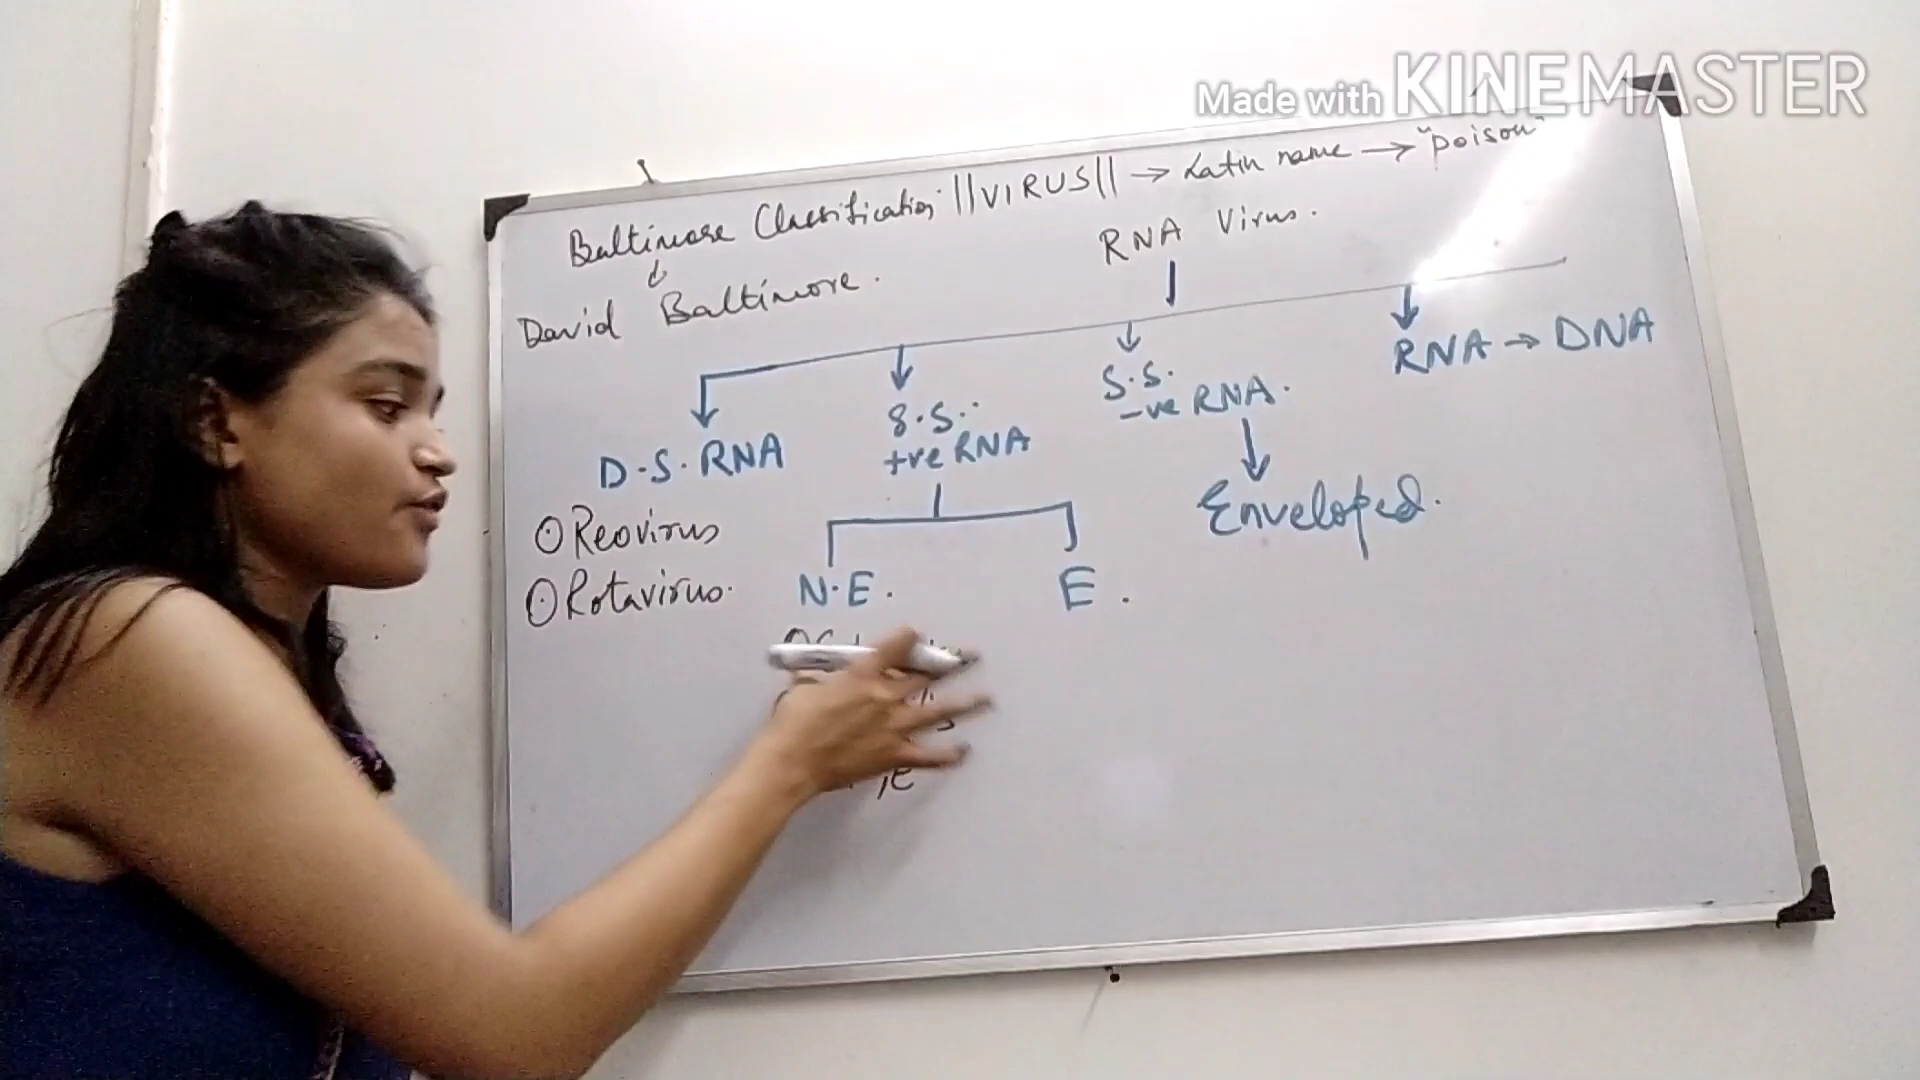 Made with KINEMASTER
Baltimore Classification ||VIRUS|| → Latin name → "poison"
David Baltimore.
RNA Virus.
D.S. RNA
S.S.
+ve RNA
S.S.
-ve RNA.
RNA → DNA
Enveloped.
Reovirus
Rotavirus.
N.E.
E.